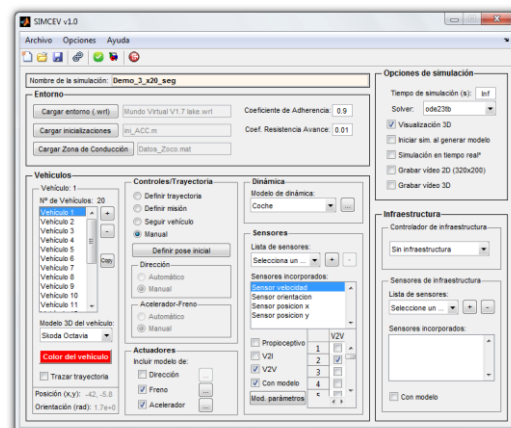 SIMCEV v1.0
Archivo Opciones Ayuda
Nombre de la simulación: Demo_3_x20_seg
Entorno
Cargar entorno (.wrl) Mundo Virtual V1.7 lake.wrl Coeficiente de Adherencia: 0.9
Cargar inicializaciones ini_ACC.m Coef. Resistencia Avance: 0.01
Cargar Zona de Conducción Datos_Zoco.mat
Vehículos
Vehículo: 1
Nº de Vehículos: 20
Vehículo 1
Vehículo 2
Vehículo 3
Vehículo 4
Vehículo 5
Vehículo 6
Vehículo 7
Vehículo 8
Vehículo 9
Vehículo 10
Vehículo 11
+
-
Copy
Modelo 3D del vehículo:
Skoda Octavia
Color del vehículo
Trazar trayectoria
Posición (x,y): -42, -5.8
Orientación (rad): 1.7e+0
Controles/Trayectoria
Definir trayectoria
Definir misión
Seguir vehículo
Manual
Definir pose inicial
Dirección
Automático
Manual
Acelerador-Freno
Automático
Manual
Actuadores
Incluir modelo de:
Dirección ...
Freno ...
Acelerador ...
Dinámica
Modelo de dinámica:
Coche ...
Sensores
Lista de sensores:
Selecciona un ... + -
Sensores incorporados:
Sensor velocidad
Sensor orientacion
Sensor posicion x
Sensor posicion y
Propioceptivo
V2I
V2V
Con modelo
Mod. parámetros
V2V
1
2
3
4
5
Opciones de simulación
Tiempo de simulación (s): Inf
Solver: ode23tb
Visualización 3D
Iniciar sim. al generar modelo
Simulación en tiempo real*
Grabar vídeo 2D (320x200)
Grabar vídeo 3D
Infraestructura
Controlador de infraestructura
Sin infraestructura
Sensores de infraestructura
Lista de sensores:
Seleccione un ... + -
Sensores incorporados:
Con modelo